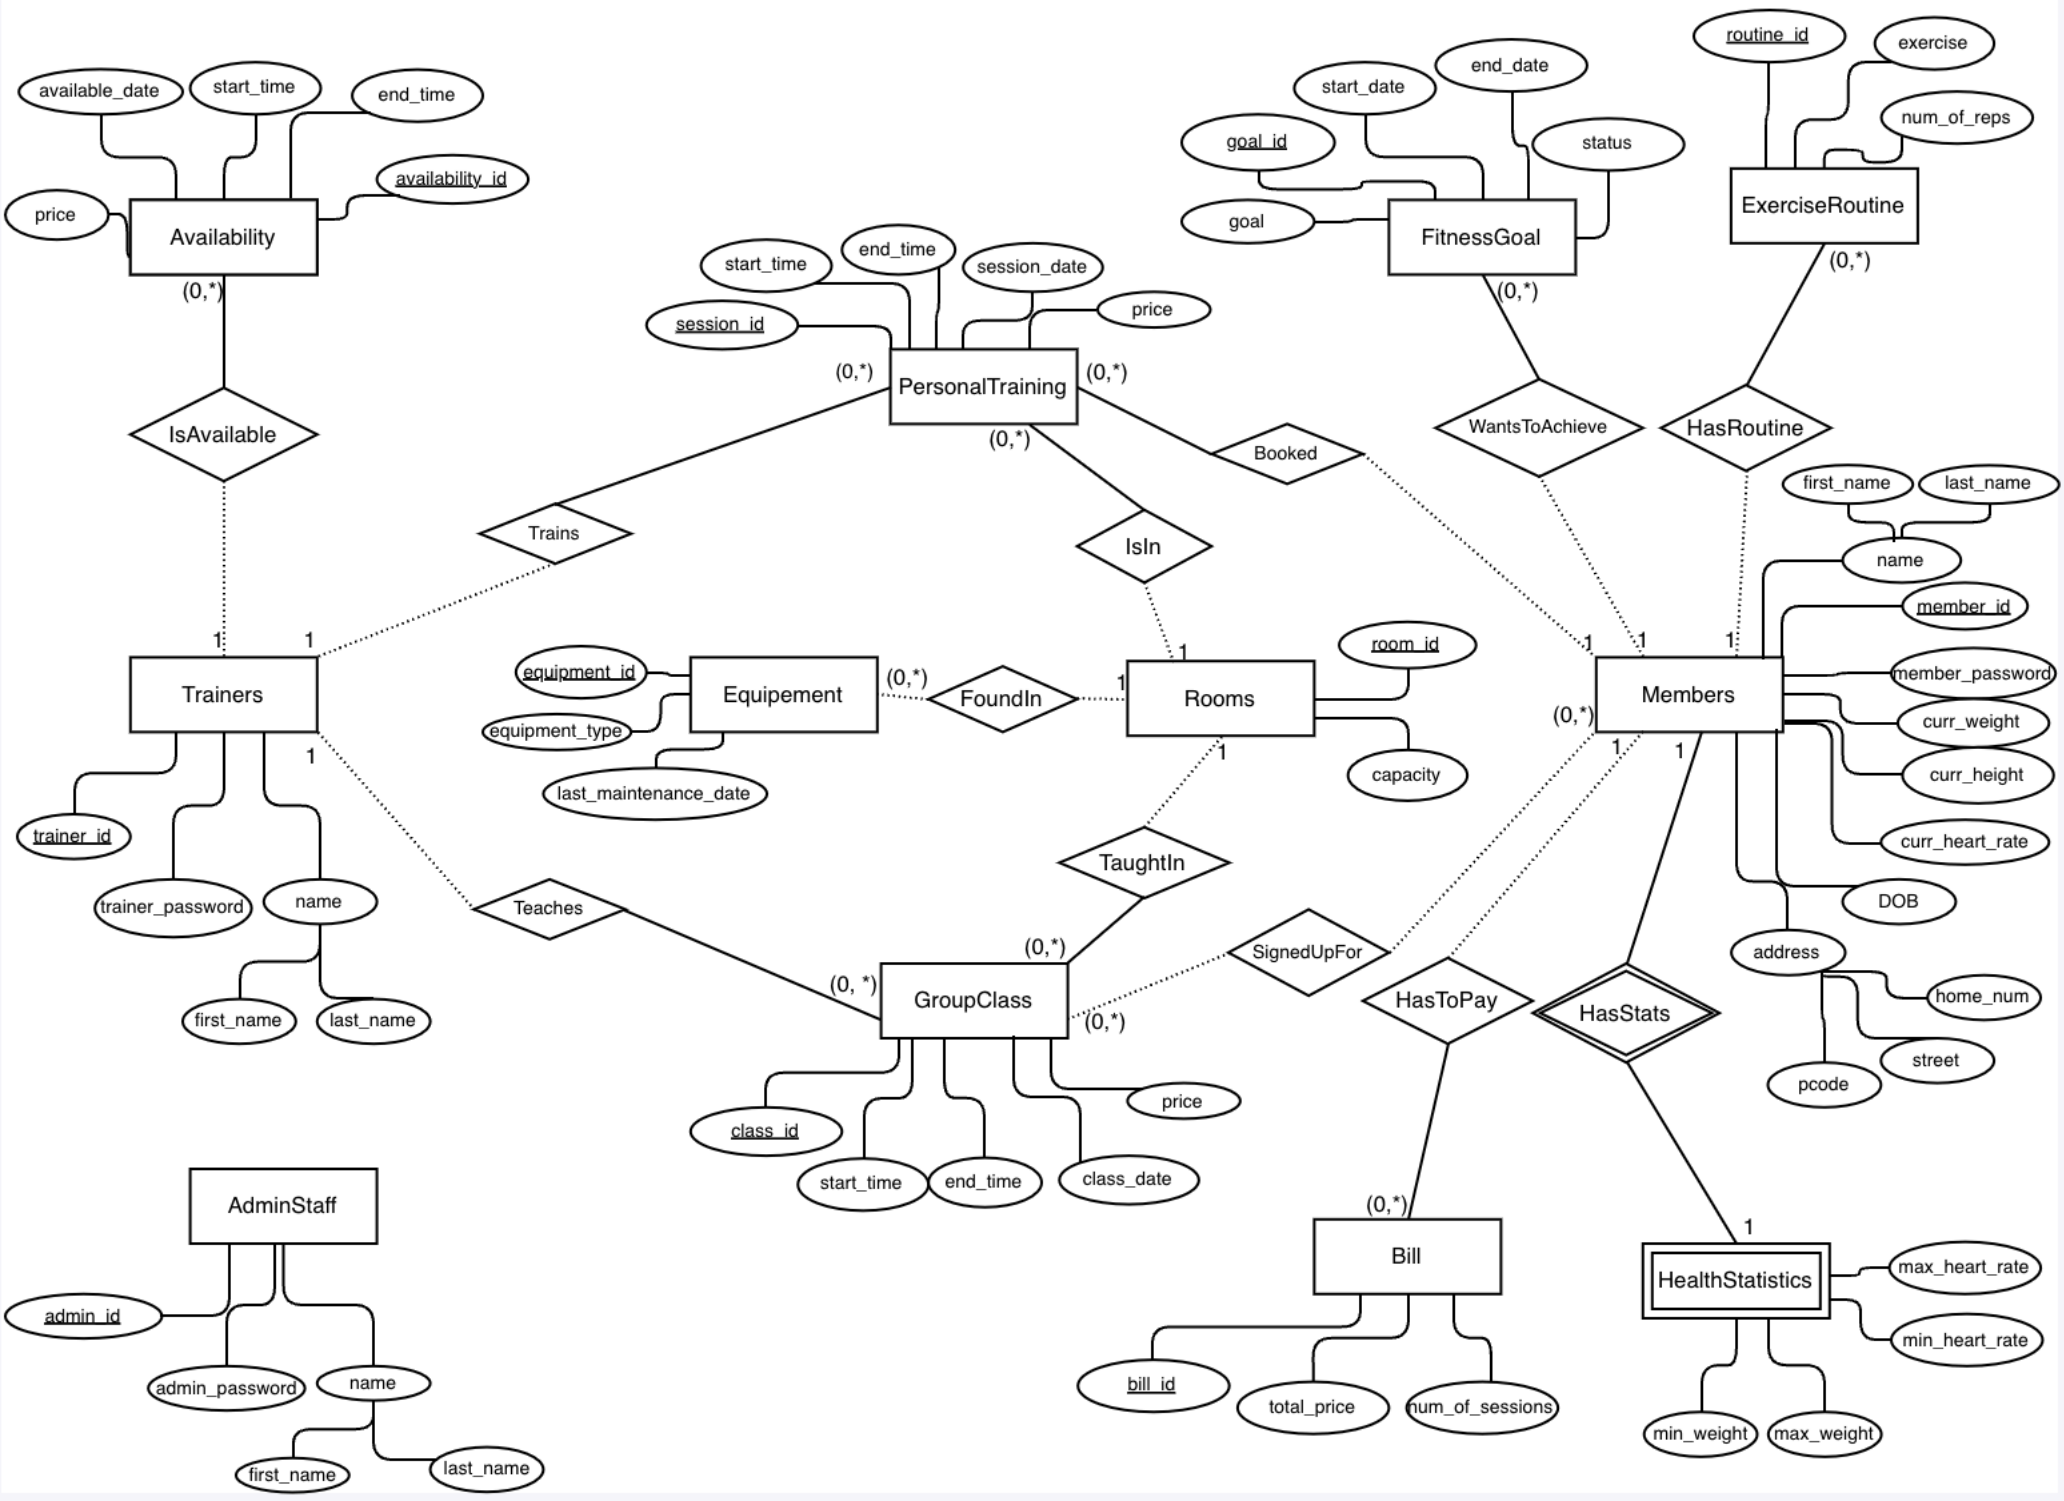 routine_id
exercise
end_date
start_date
available_date
start_time
end_time
num_of_reps
goal_id
status
availability_id
ExerciseRoutine
price
goal
Availability
FitnessGoal
end_time
start_time
session_date
(0,*)
(0,*)
(0,*)
session_id
price
(0,*)
PersonalTraining
(0,*)
IsAvailable
(0,*)
Booked
WantsToAchieve
HasRoutine
first_name
last_name
Trains
IsIn
name
member_id
1
1
1
1
1
1
room_id
equipment_id
(0,*)
1
member_password
Trainers
Equipement
FoundIn
Rooms
Members
(0,*)
curr_weight
equipment_type
1
1
1
1
capacity
curr_height
last_maintenance_date
trainer_id
curr_heart_rate
TaughtIn
trainer_password
name
Teaches
DOB
(0,*)
SignedUpFor
address
(0, *)
GroupClass
HasToPay
HasStats
home_num
first_name
last_name
(0,*)
street
pcode
price
class_id
start_time
end_time
class_date
AdminStaff
(0,*)
1
Bill
HealthStatistics
max_heart_rate
admin_id
min_heart_rate
admin_password
name
bill_id
total_price
num_of_sessions
min_weight
max_weight
first_name
last_name